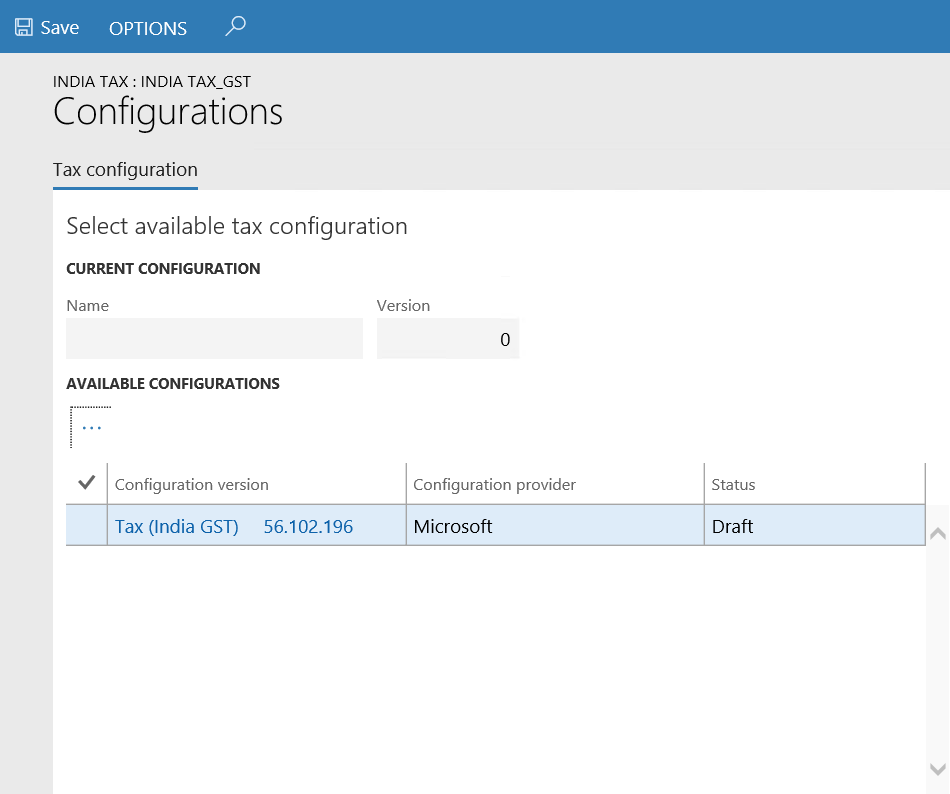 Save OPTIONS
INDIA TAX : INDIA TAX_GST
Configurations
Tax configuration
Select available tax configuration
CURRENT CONFIGURATION
Name Version
0
AVAILABLE CONFIGURATIONS
...
Configuration version Configuration provider Status
Tax (India GST) 56.102.196 Microsoft Draft